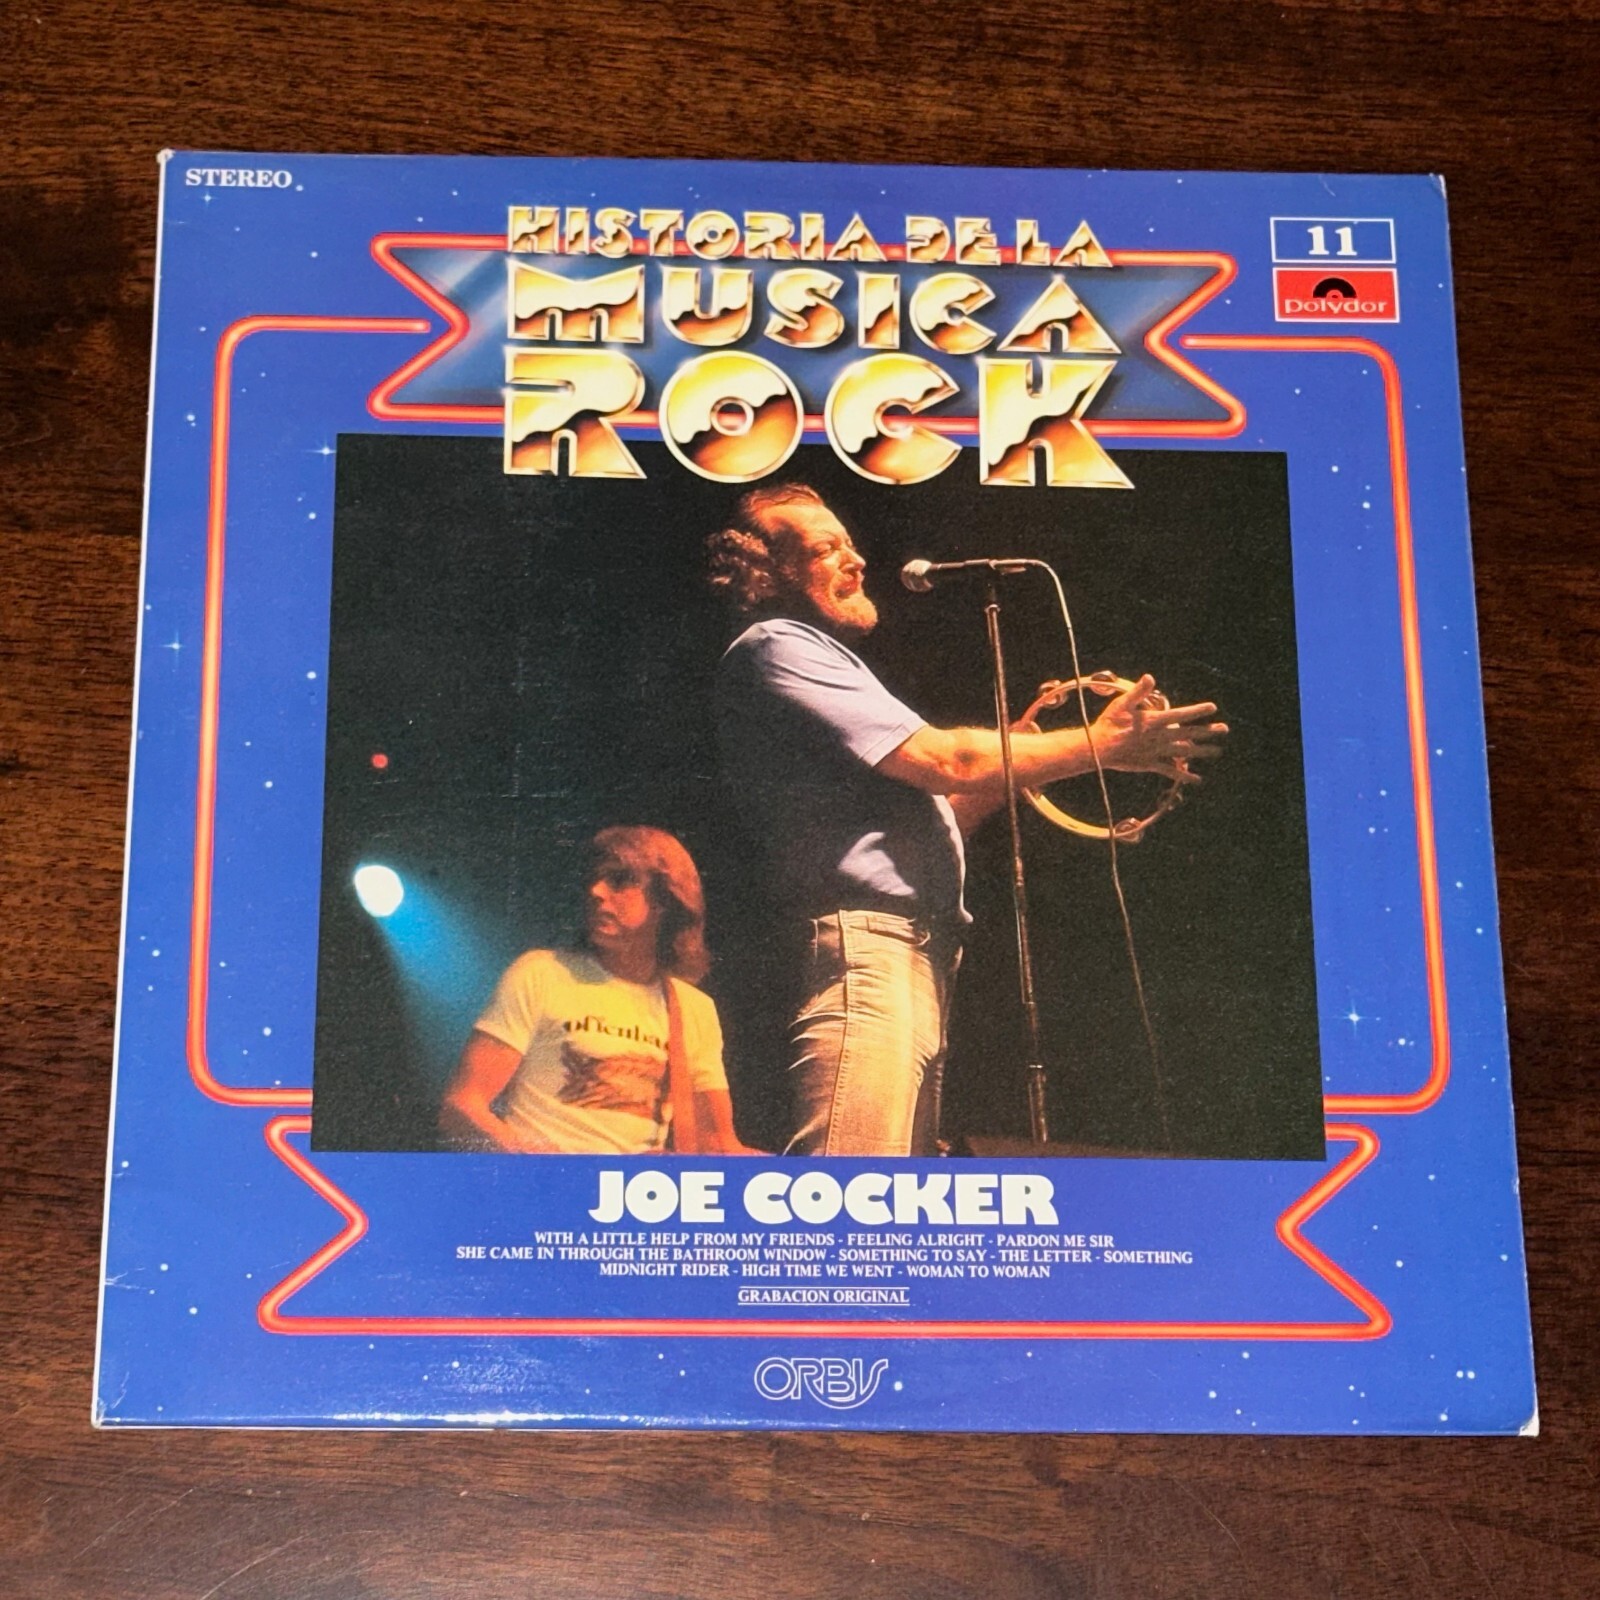 STEREO
HISTORIA DE LA
MUSICA
ROCK
11
polydor
JOE COCKER
WITH A LITTLE HELP FROM MY FRIENDS - FEELING ALRIGHT - PARDON ME SIR
SHE CAME IN THROUGH THE BATHROOM WINDOW - SOMETHING TO SAY - THE LETTER - SOMETHING
MIDNIGHT RIDER - HIGH TIME WE WENT - WOMAN TO WOMAN
GRABACION ORIGINAL
ORBIS